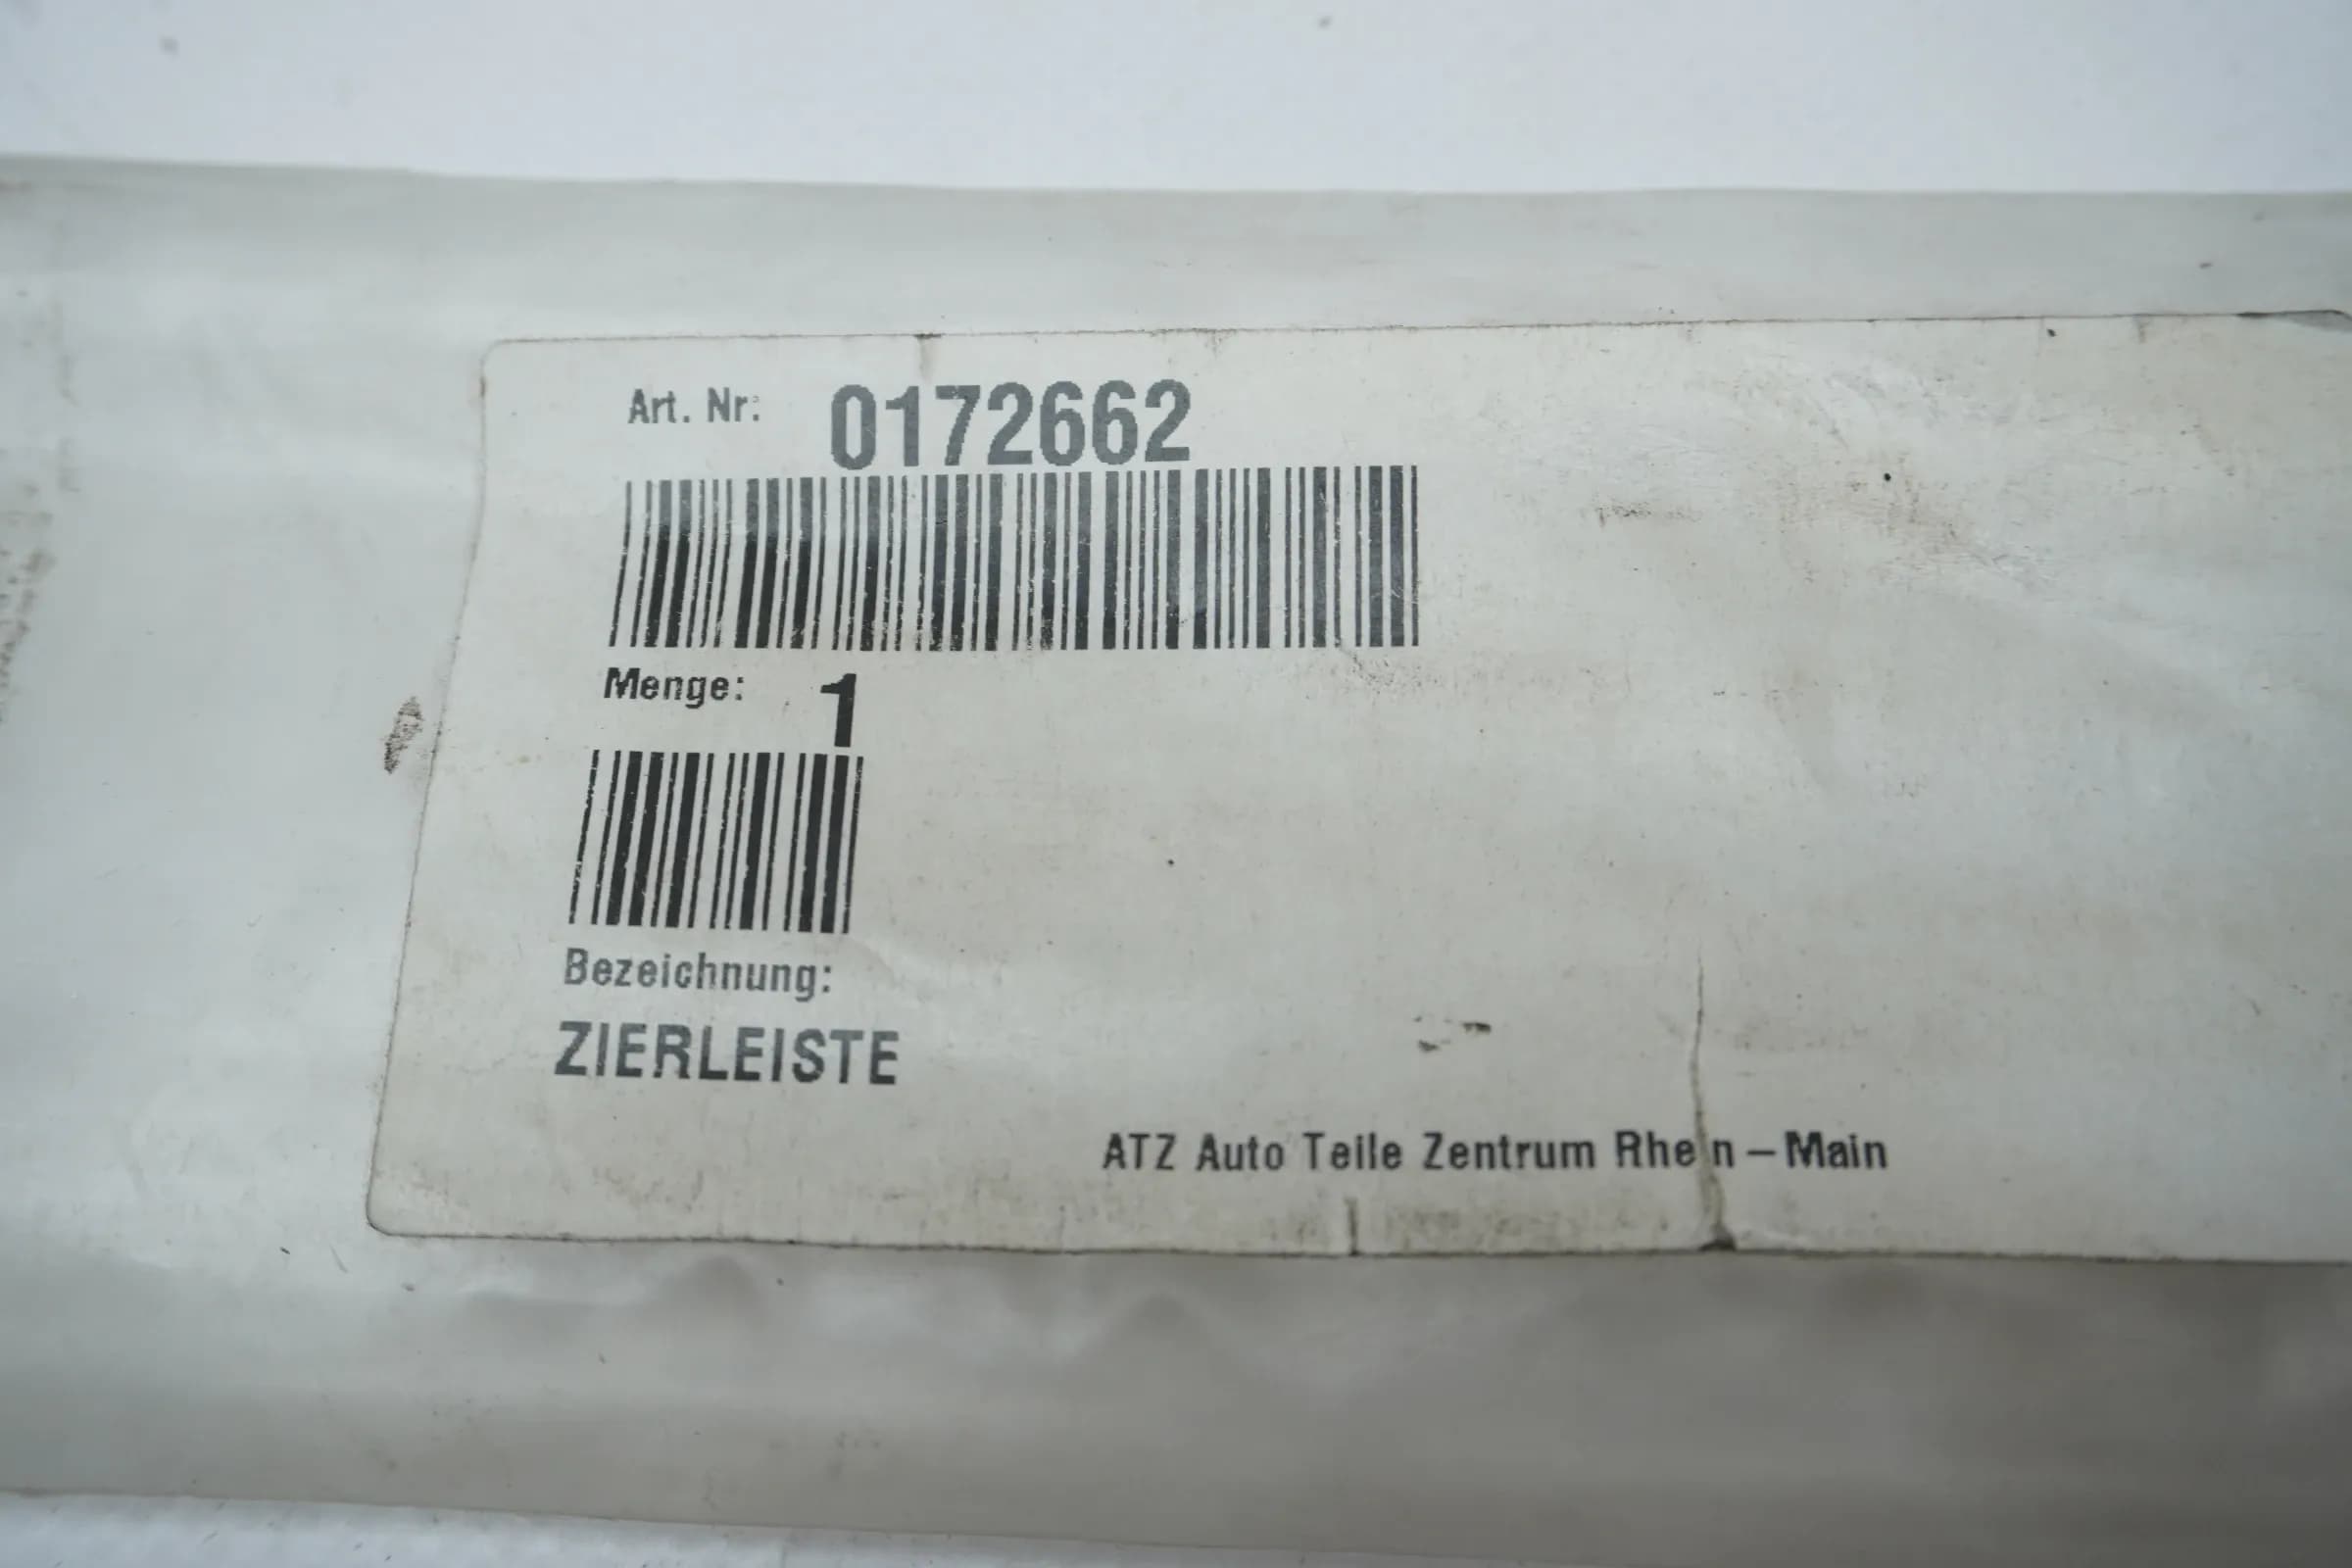 Art. Nr: 0172662
Menge: 1
Bezeichnung:
ZIERLEISTE
ATZ Auto Teile Zentrum Rhein-Main